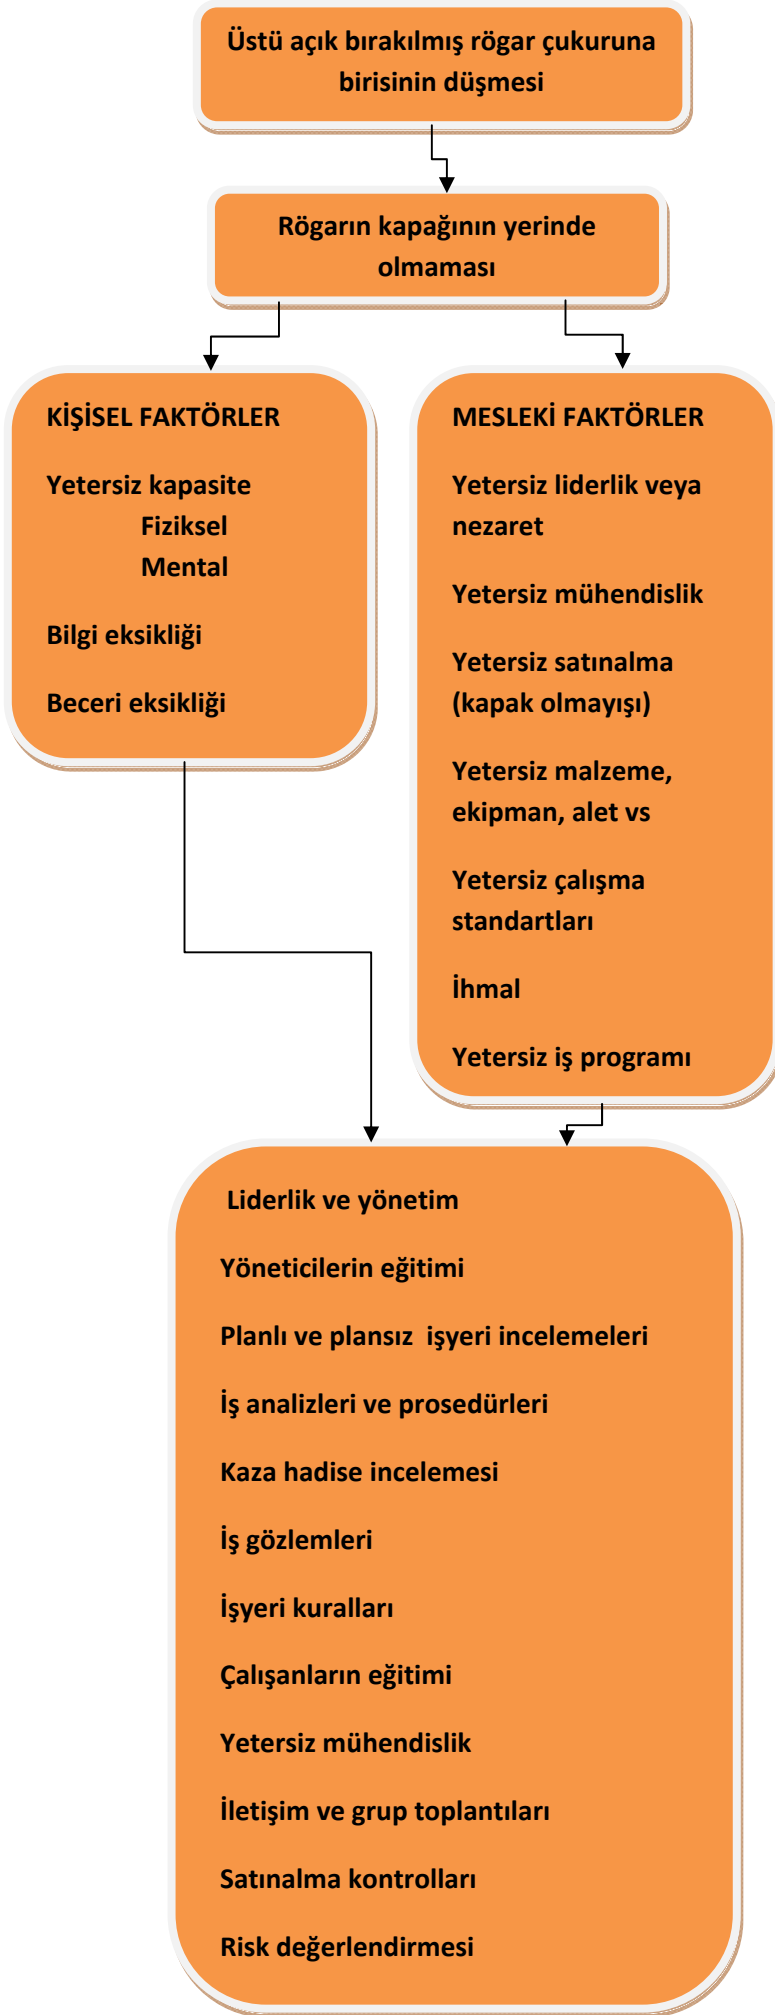 Üstü açık bırakılmış rögar çukuruna
birisinin düşmesi
Rögarın kapağının yerinde
olmaması
KİŞİSEL FAKTÖRLER
Yetersiz kapasite
Fiziksel
Mental
Bilgi eksikliği
Beceri eksikliği
MESLEKİ FAKTÖRLER
Yetersiz liderlik veya
nezaret
Yetersiz mühendislik
Yetersiz satınalma
(kapak olmayışı)
Yetersiz malzeme,
ekipman, alet vs
Yetersiz çalışma
standartları
İhmal
Yetersiz iş programı
Liderlik ve yönetim
Yöneticilerin eğitimi
Planlı ve plansız işyeri incelemeleri
İş analizleri ve prosedürleri
Kaza hadise incelemesi
İş gözlemleri
İşyeri kuralları
Çalışanların eğitimi
Yetersiz mühendislik
İletişim ve grup toplantıları
Satınalma kontrolları
Risk değerlendirmesi